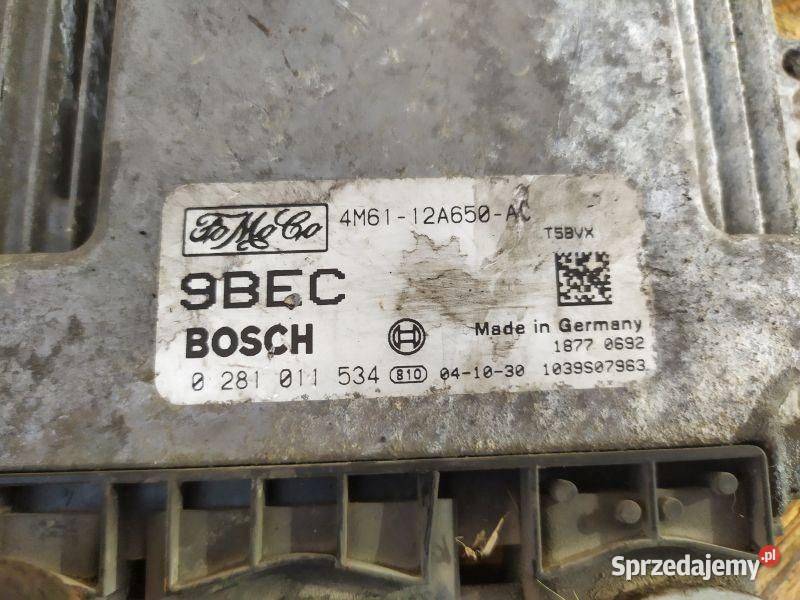 FoMoCo 4M61-12A650-AC
T5BVX
9BEC
BOSCH
Made in Germany
1877 0692
0 281 011 534 810 04-10-30 1039S07963
Sprzedajemy.pl